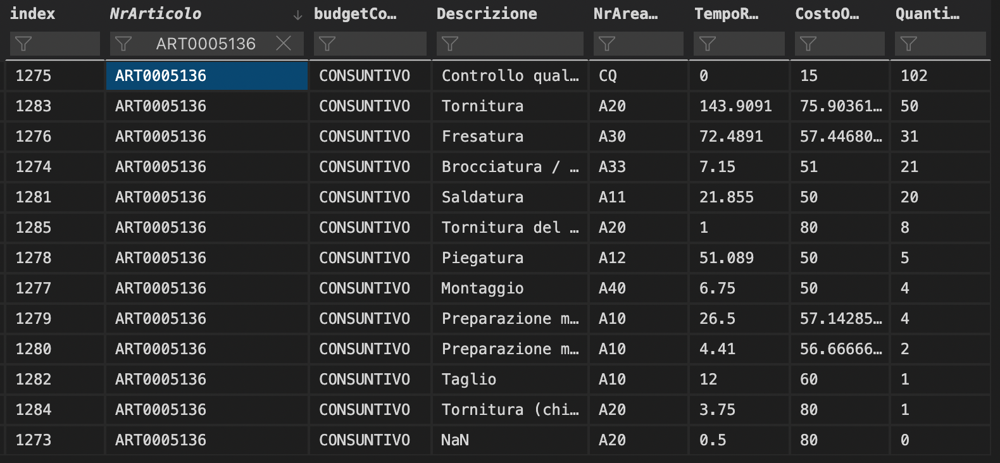 index NrArticolo budgetCo… Descrizione NrArea… TempoR… CostoO… Quanti…
ART0005136
1275 ART0005136 CONSUNTIVO Controllo qual… CQ 0 15 102
1283 ART0005136 CONSUNTIVO Tornitura A20 143.9091 75.90361… 50
1276 ART0005136 CONSUNTIVO Fresatura A30 72.4891 57.44680… 31
1274 ART0005136 CONSUNTIVO Brocciatura / … A33 7.15 51 21
1281 ART0005136 CONSUNTIVO Saldatura A11 21.855 50 20
1285 ART0005136 CONSUNTIVO Tornitura del … A20 1 80 8
1278 ART0005136 CONSUNTIVO Piegatura A12 51.089 50 5
1277 ART0005136 CONSUNTIVO Montaggio A40 6.75 50 4
1279 ART0005136 CONSUNTIVO Preparazione m… A10 26.5 57.14285… 4
1280 ART0005136 CONSUNTIVO Preparazione m… A10 4.41 56.66666… 2
1282 ART0005136 CONSUNTIVO Taglio A10 12 60 1
1284 ART0005136 CONSUNTIVO Tornitura (chi… A20 3.75 80 1
1273 ART0005136 CONSUNTIVO NaN A20 0.5 80 0